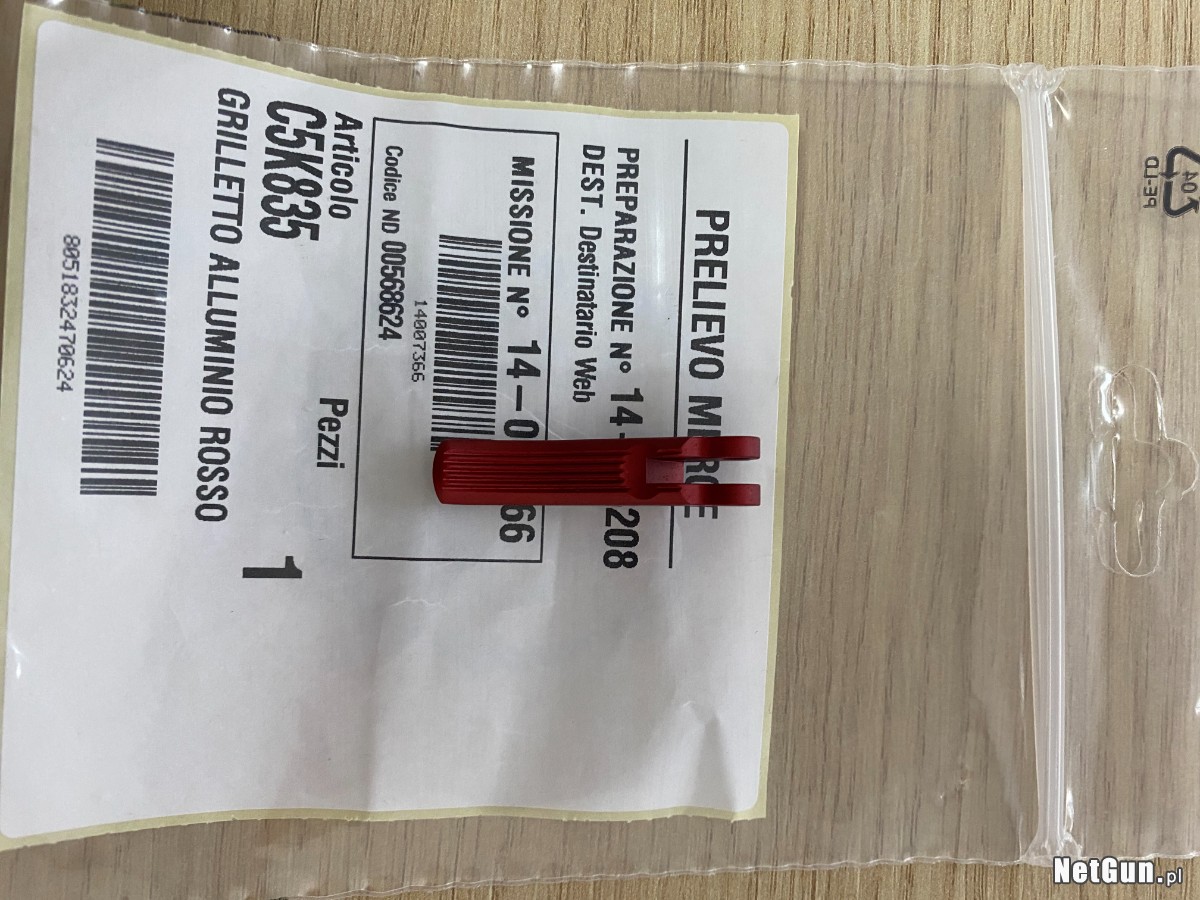 PRELIEVO M
PREPARAZIONE N° 14- 208
DEST. Destinatario Web
MISSIONE N° 14-0 66
14007366
Codice ND 00568624
Articolo Pezzi
C5K835 1
GRILLETTO ALLUMINIO ROSSO
8051832470624
04
PE-LD
NetGun.pl